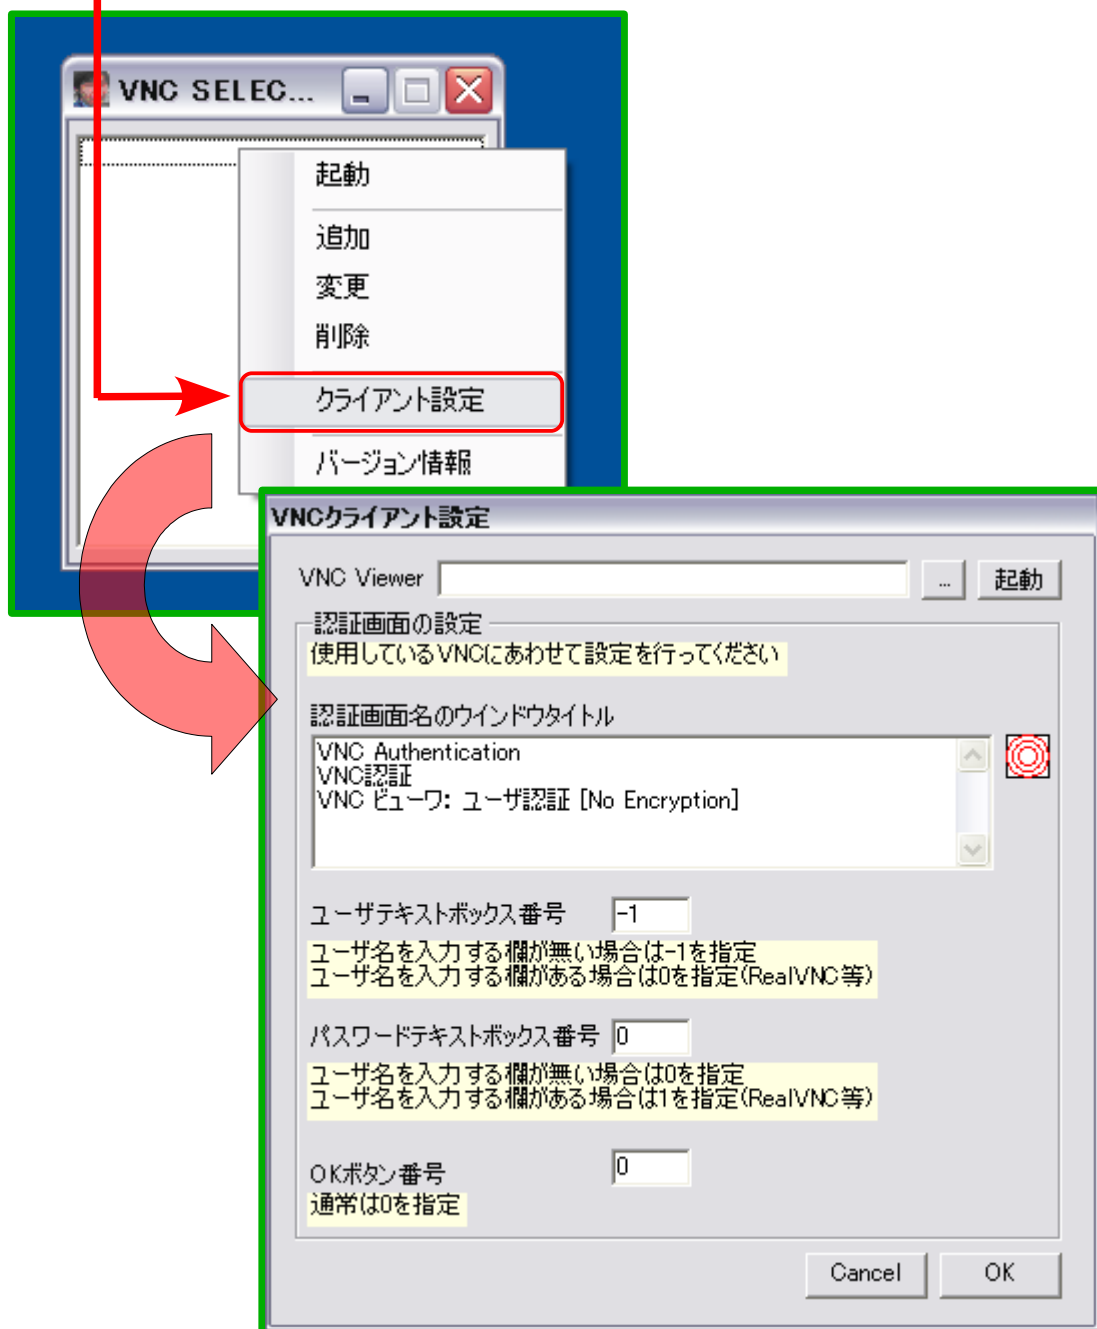 VNC SELEC...
起動
追加
変更
削除
クライアント設定
バージョン情報
VNCクライアント設定
VNC Viewer
...
起動
認証画面の設定
使用しているVNCにあわせて設定を行ってください
認証画面名のウインドウタイトル
VNC Authentication
VNC認証
VNC ビューワ: ユーザ認証 [No Encryption]
ユーザテキストボックス番号 -1
ユーザ名を入力する欄が無い場合は-1を指定
ユーザ名を入力する欄がある場合は0を指定(RealVNC等)
パスワードテキストボックス番号 0
ユーザ名を入力する欄が無い場合は0を指定
ユーザ名を入力する欄がある場合は1を指定(RealVNC等)
OKボタン番号 0
通常は0を指定
Cancel
OK